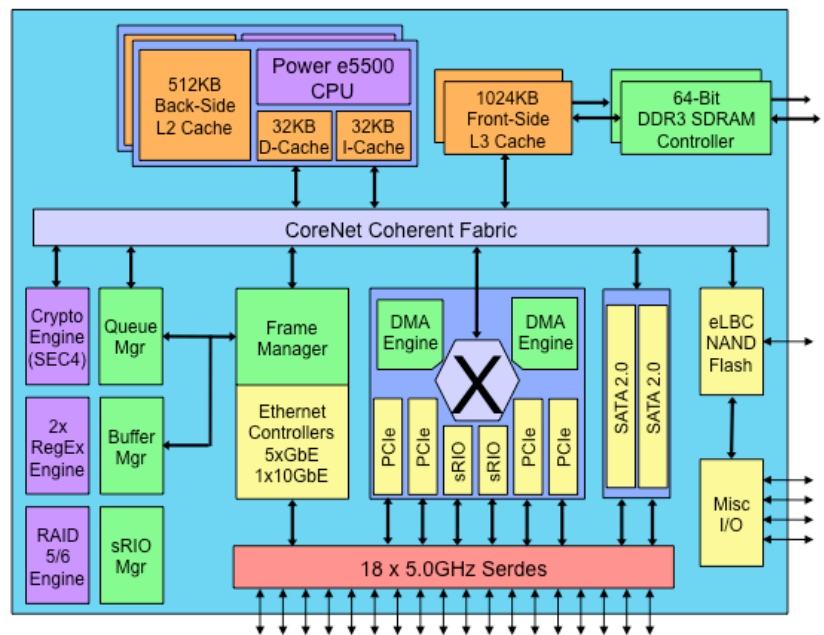 512KB
Back-Side
L2 Cache
Power e5500
CPU
32KB
D-Cache
32KB
I-Cache
1024KB
Front-Side
L3 Cache
64-Bit
DDR3 SDRAM
Controller
CoreNet Coherent Fabric
Crypto
Engine
(SEC4)
Queue
Mgr
Frame
Manager
DMA
Engine
DMA
Engine
X
eLBC
NAND
Flash
2x
RegEx
Engine
Buffer
Mgr
Ethernet
Controllers
5xGbE
1x10GbE
PCIe
PCIe
sRIO
sRIO
PCIe
PCIe
SATA 2.0
SATA 2.0
Misc
I/O
RAID
5/6
Engine
sRIO
Mgr
18 x 5.0GHz Serdes